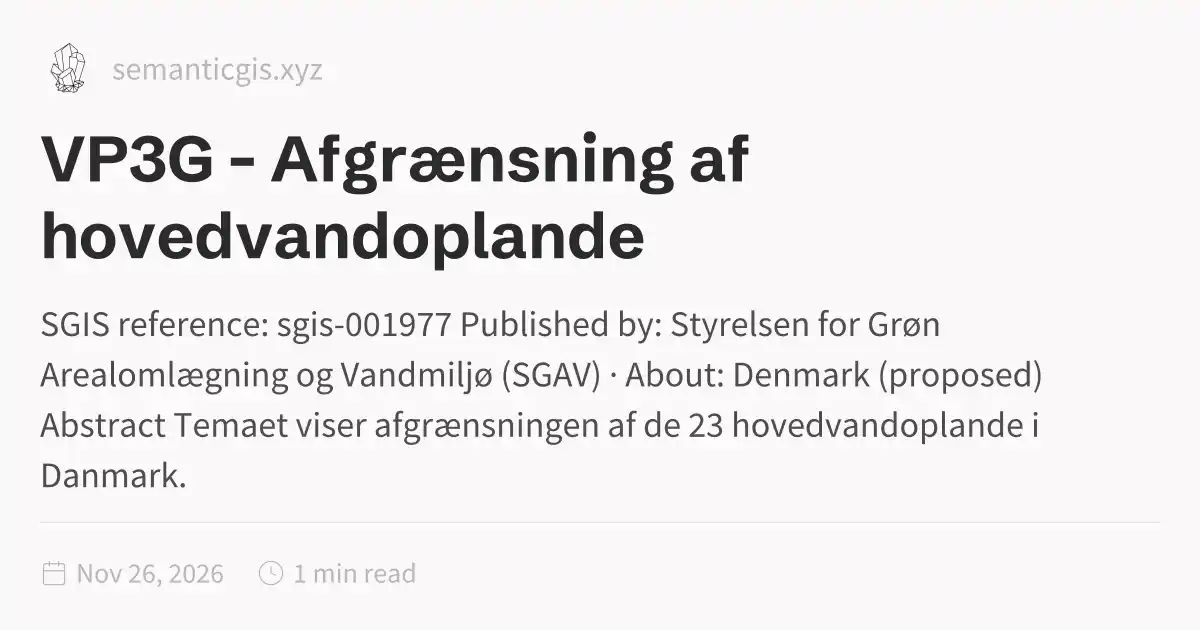 semanticgis.xyz
VP3G - Afgrænsning af
hovedvandoplande
SGIS reference: sgis-001977 Published by: Styrelsen for Grøn
Arealomlægning og Vandmiljø (SGAV) · About: Denmark (proposed)
Abstract Temaet viser afgrænsningen af de 23 hovedvandoplande i
Danmark.
Nov 26, 2026 1 min read